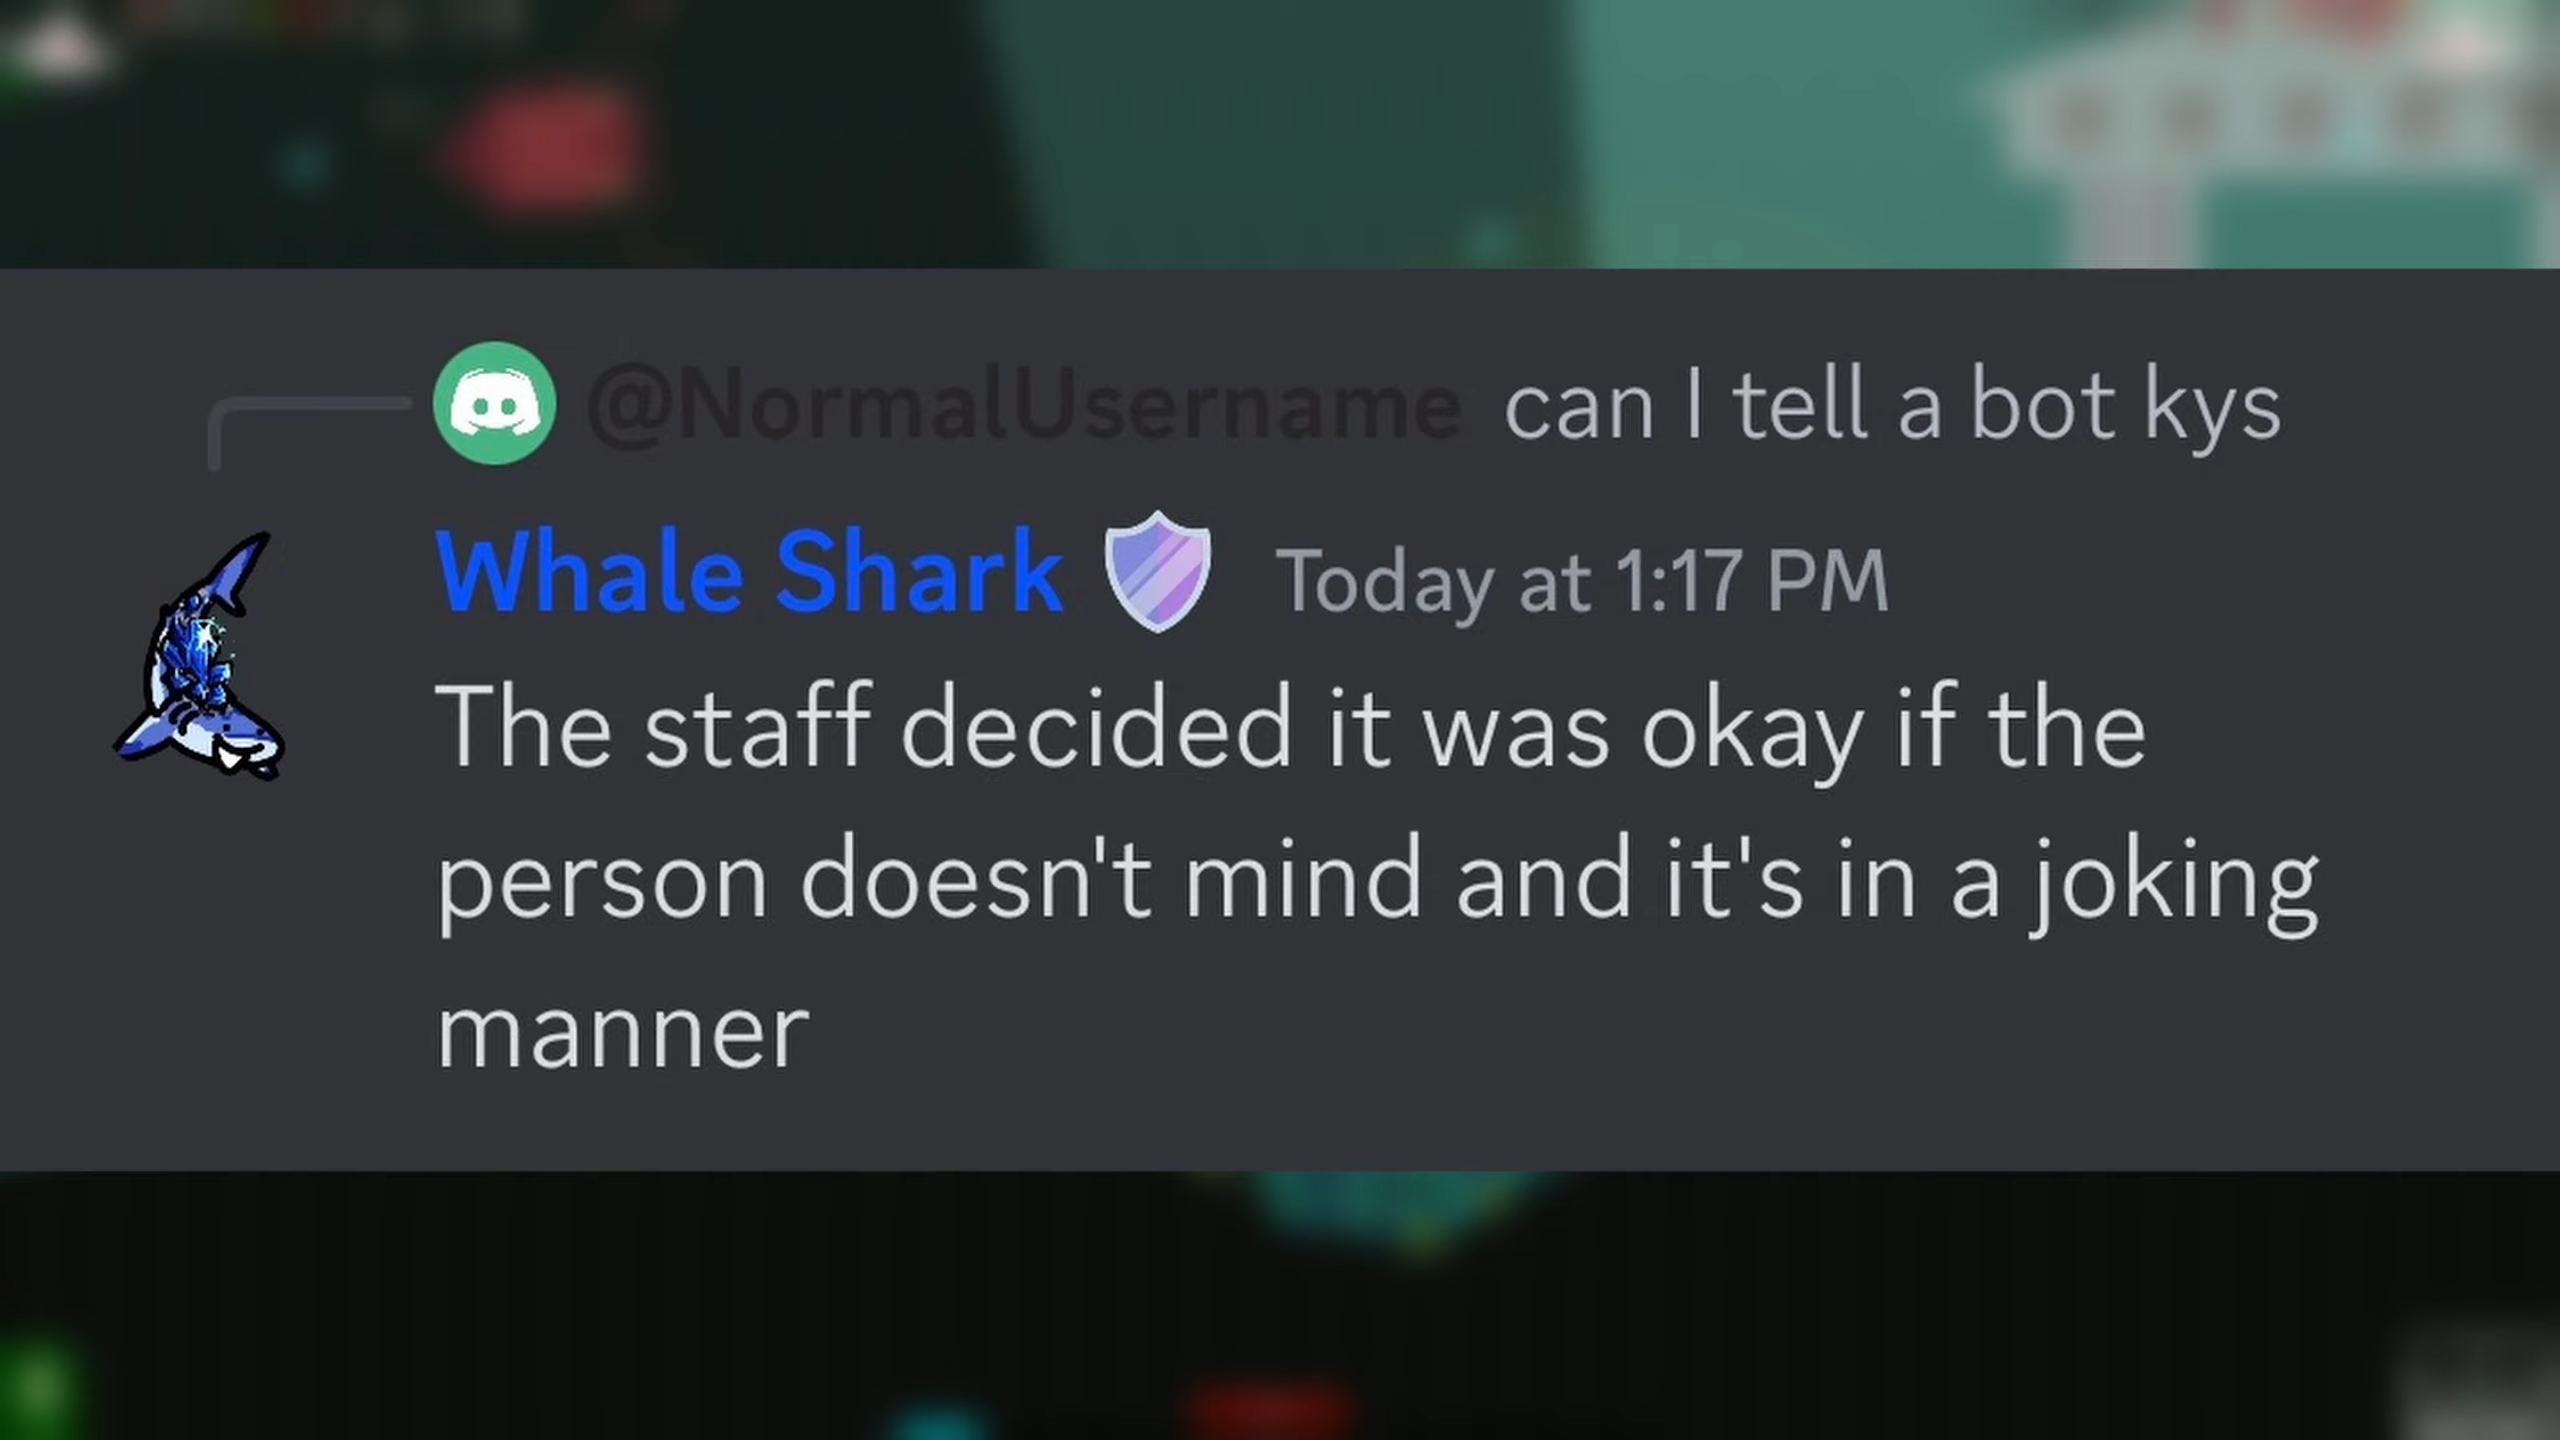 @NormalUsername can I tell a bot kys
Whale Shark Today at 1:17 PM
The staff decided it was okay if the
person doesn't mind and it's in a joking
manner